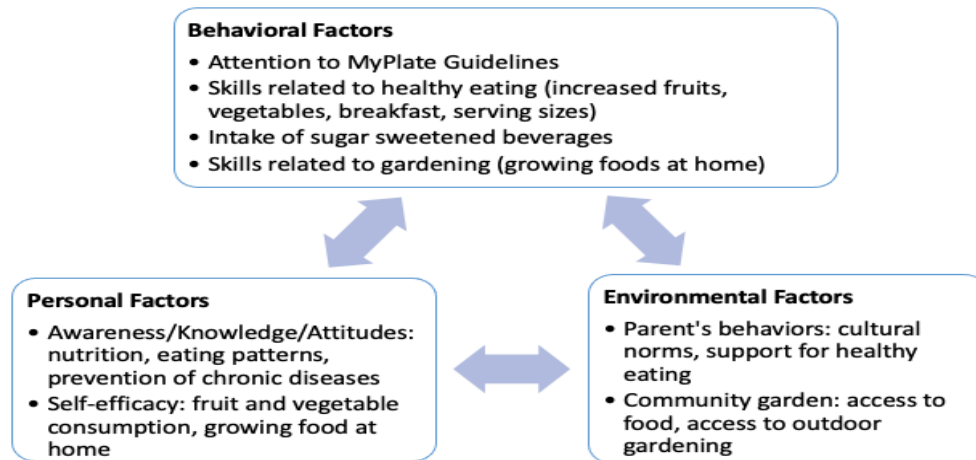 Behavioral Factors
• Attention to MyPlate Guidelines
• Skills related to healthy eating (increased fruits,
vegetables, breakfast, serving sizes)
• Intake of sugar sweetened beverages
• Skills related to gardening (growing foods at home)
Personal Factors
• Awareness/Knowledge/Attitudes:
nutrition, eating patterns,
prevention of chronic diseases
• Self-efficacy: fruit and vegetable
consumption, growing food at
home
Environmental Factors
• Parent's behaviors: cultural
norms, support for healthy
eating
• Community garden: access to
food, access to outdoor
gardening